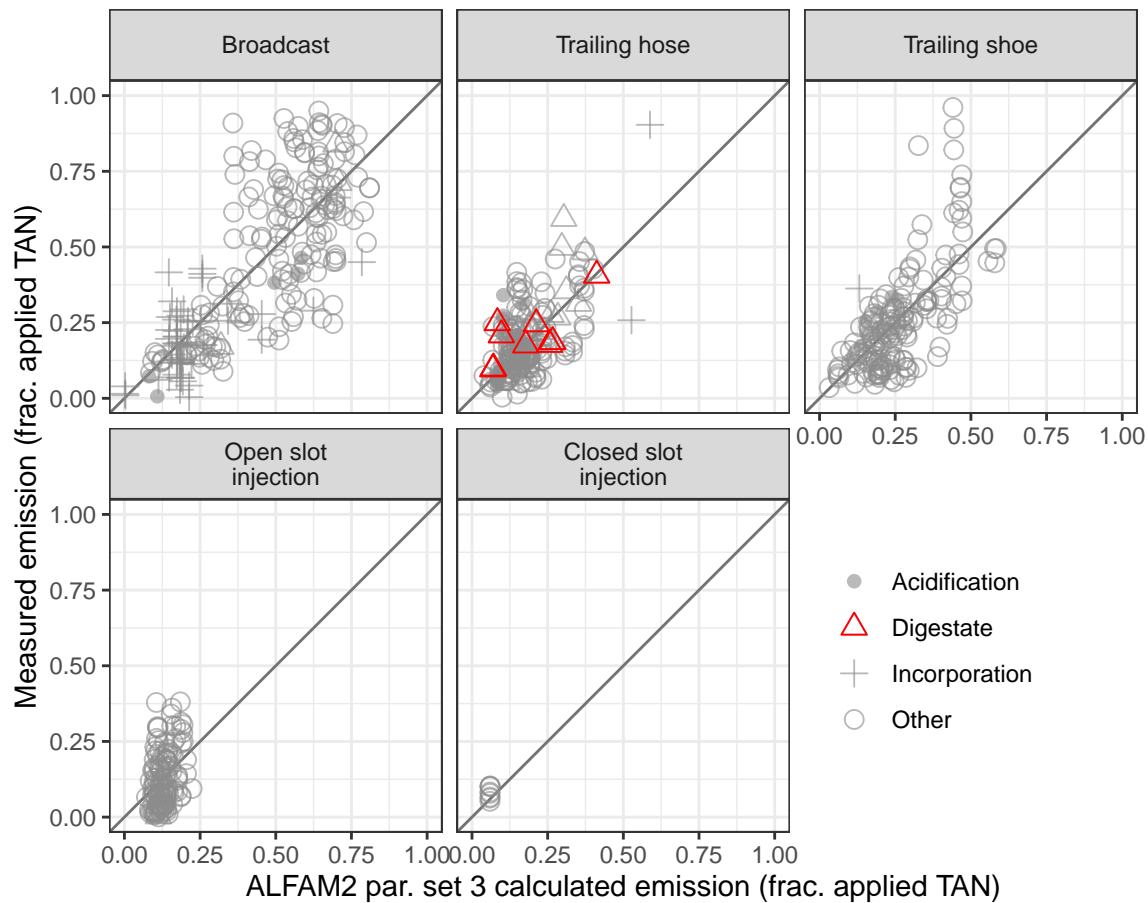 Broadcast
Trailing hose
Trailing shoe
1.00
0.75
0.50
0.25
0.00
0.00 0.25 0.50 0.75 1.00
Open slot
injection
Closed slot
injection
1.00
0.75
0.50
0.25
0.00
0.00 0.25 0.50 0.75 1.00
0.00 0.25 0.50 0.75 1.00
Measured emission (frac. applied TAN)
ALFAM2 par. set 3 calculated emission (frac. applied TAN)
Acidification
Digestate
Incorporation
Other